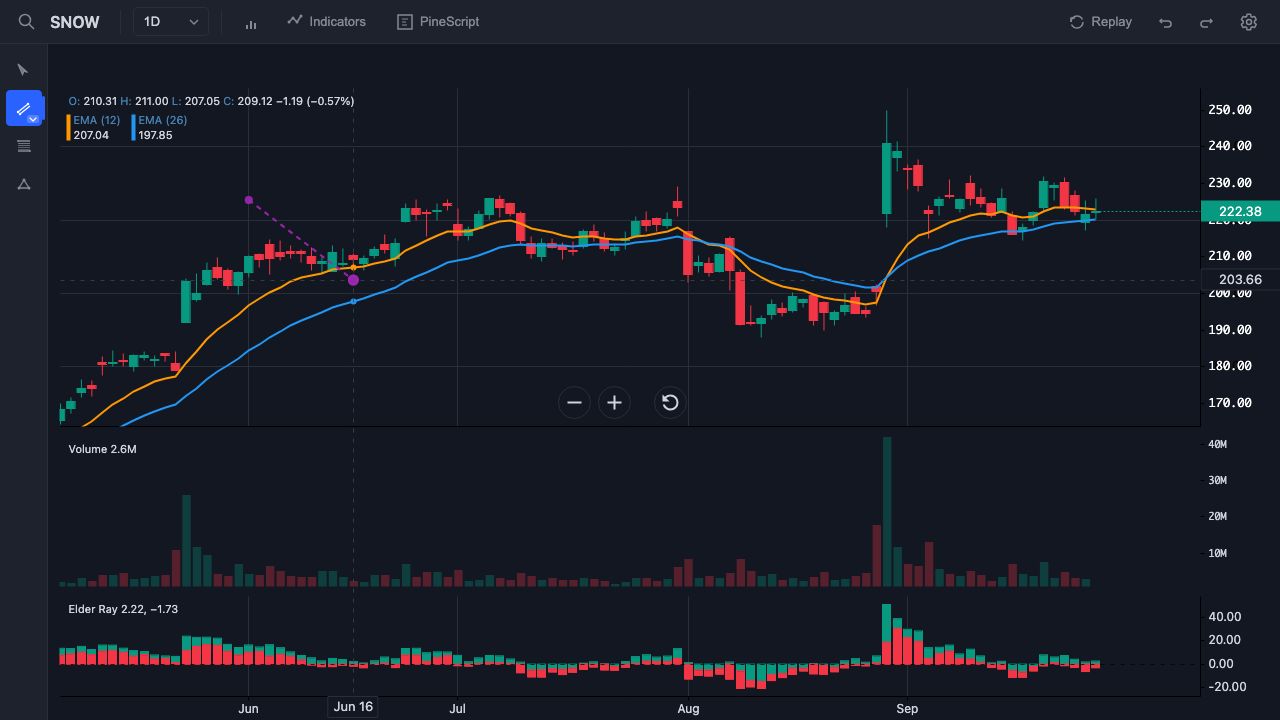 SNOW 1D Indicators PineScript Replay
O: 210.31 H: 211.00 L: 207.05 C: 209.12 −1.19 (−0.57%)
EMA (12) EMA (26)
207.04 197.85
250.00
240.00
230.00
222.38
210.00
203.66
200.00
190.00
180.00
170.00
Volume 2.6M
40M
30M
20M
10M
Elder Ray 2.22, −1.73
40.00
20.00
0.00
−20.00
Jun Jun 16 Jul Aug Sep